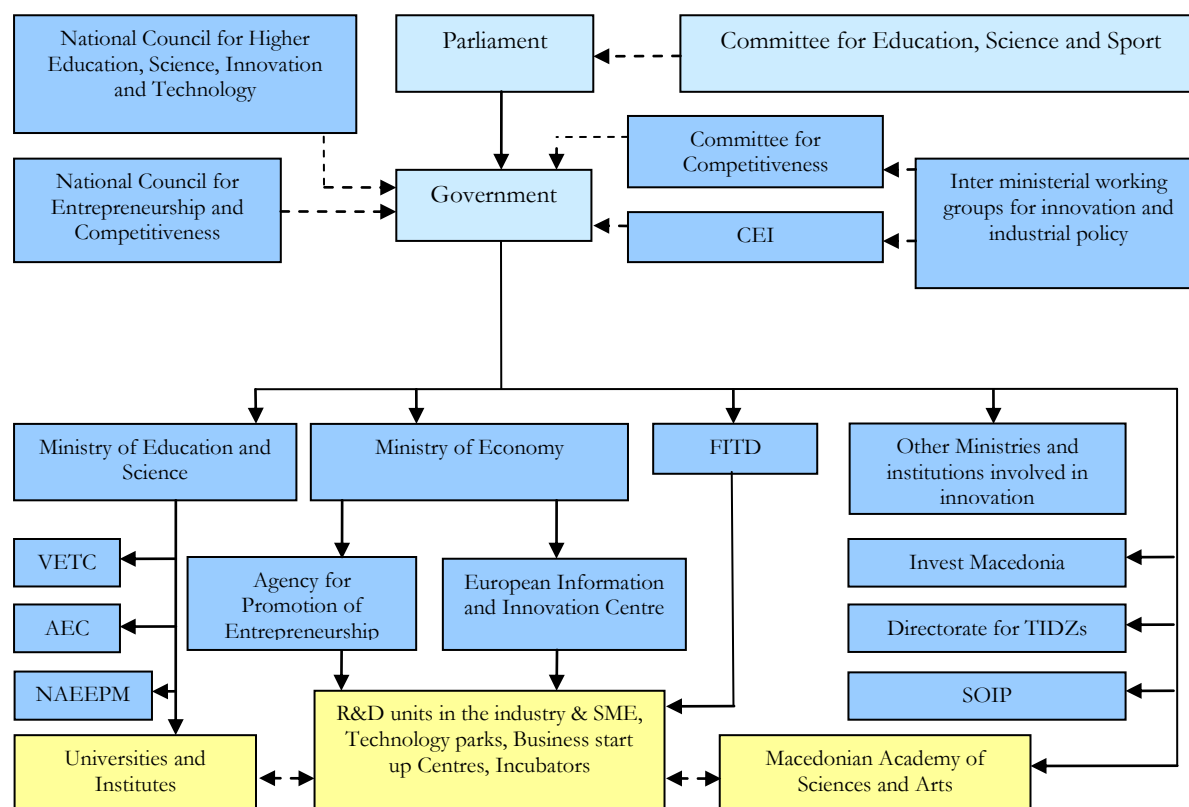 National Council for Higher
Education, Science, Innovation
and Technology
Parliament
Committee for Education, Science and Sport
National Council for
Entrepreneurship and
Competitiveness
Government
Committee for
Competitiveness
CEI
Inter ministerial working
groups for innovation and
industrial policy
Ministry of Education and
Science
Ministry of Economy
FITD
Other Ministries and
institutions involved in
innovation
VETC
AEC
NAEEPM
Agency for
Promotion of
Entrepreneurship
European Information
and Innovation Centre
Invest Macedonia
Directorate for TIDZs
SOIP
Universities and
Institutes
R&D units in the industry & SME,
Technology parks, Business start
up Centres, Incubators
Macedonian Academy of
Sciences and Arts